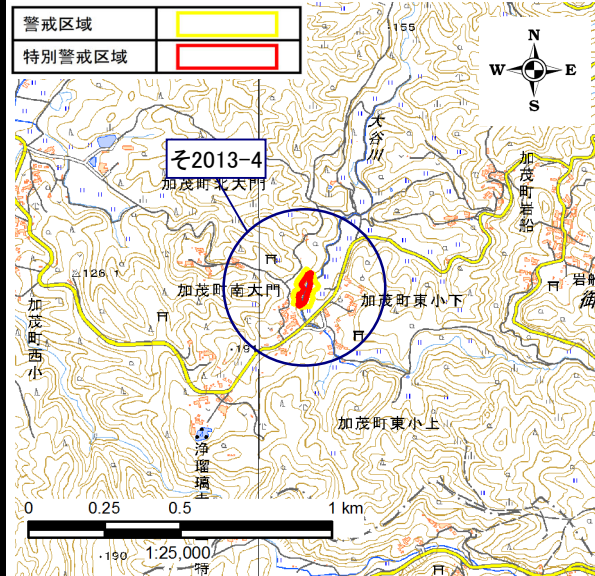 警戒区域
特別警戒区域
N
W E
S
・155
大谷川
そ2013-4
加茂町北大門
加茂町岩船
126.1
加茂町南大門
加茂町東小下
岩船
加茂町西小
・191
加茂町東小上
浄瑠璃寺
特
0 0.25 0.5 1 km
・190
1:25,000